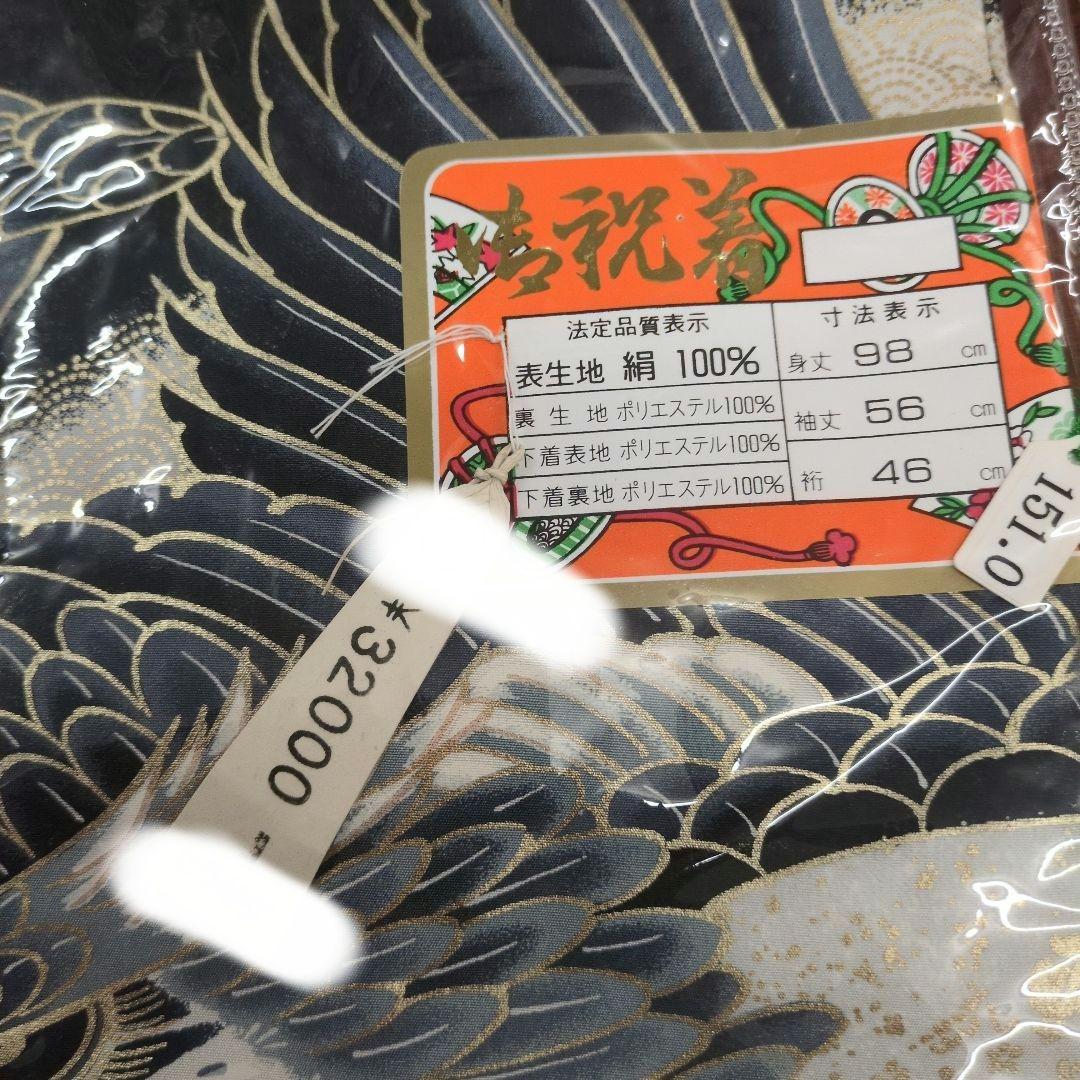 御祝着
法定品質表示
表生地 絹 100%
裏生地 ポリエステル100%
下着表地 ポリエステル100%
下着裏地 ポリエステル100%
寸法表示
身丈 98 cm
袖丈 56 cm
裄 46 cm
151.0
¥32000